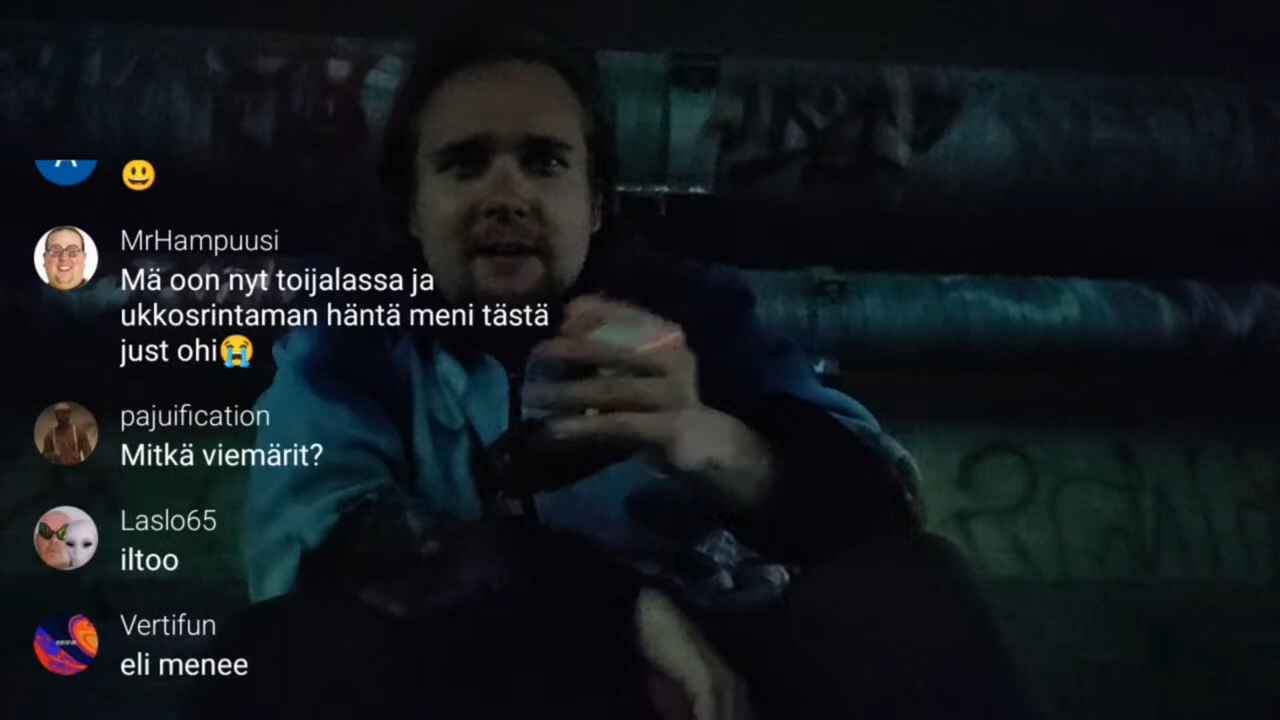 😃
MrHampuusi
Mä oon nyt toijalassa ja
ukkosrintaman häntä meni tästä
just ohi😭
pajuification
Mitkä viemärit?
Laslo65
iltoo
Vertifun
eli menee